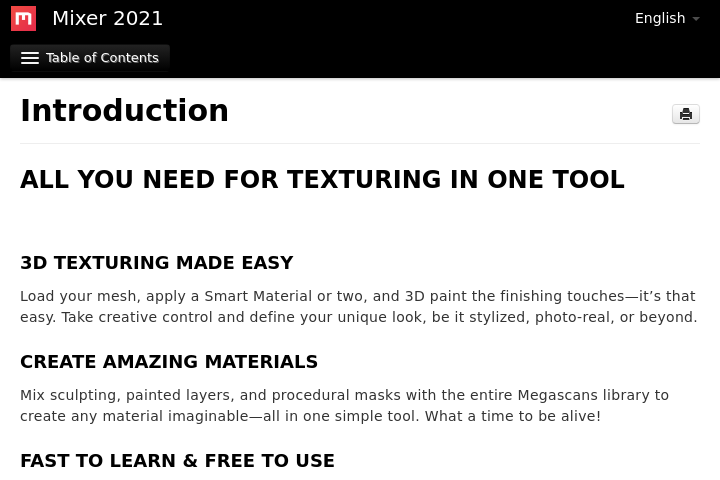 Mixer 2021
English
Table of Contents
Introduction
ALL YOU NEED FOR TEXTURING IN ONE TOOL
3D TEXTURING MADE EASY
Load your mesh, apply a Smart Material or two, and 3D paint the finishing touches—it’s that
easy. Take creative control and define your unique look, be it stylized, photo-real, or beyond.
CREATE AMAZING MATERIALS
Mix sculpting, painted layers, and procedural masks with the entire Megascans library to
create any material imaginable—all in one simple tool. What a time to be alive!
FAST TO LEARN & FREE TO USE